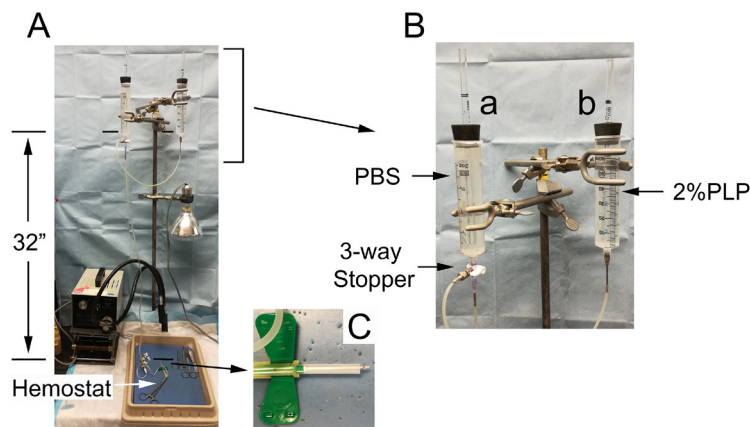 A
32”
Hemostat
C
B
a
b
PBS
2%PLP
3-way
Stopper